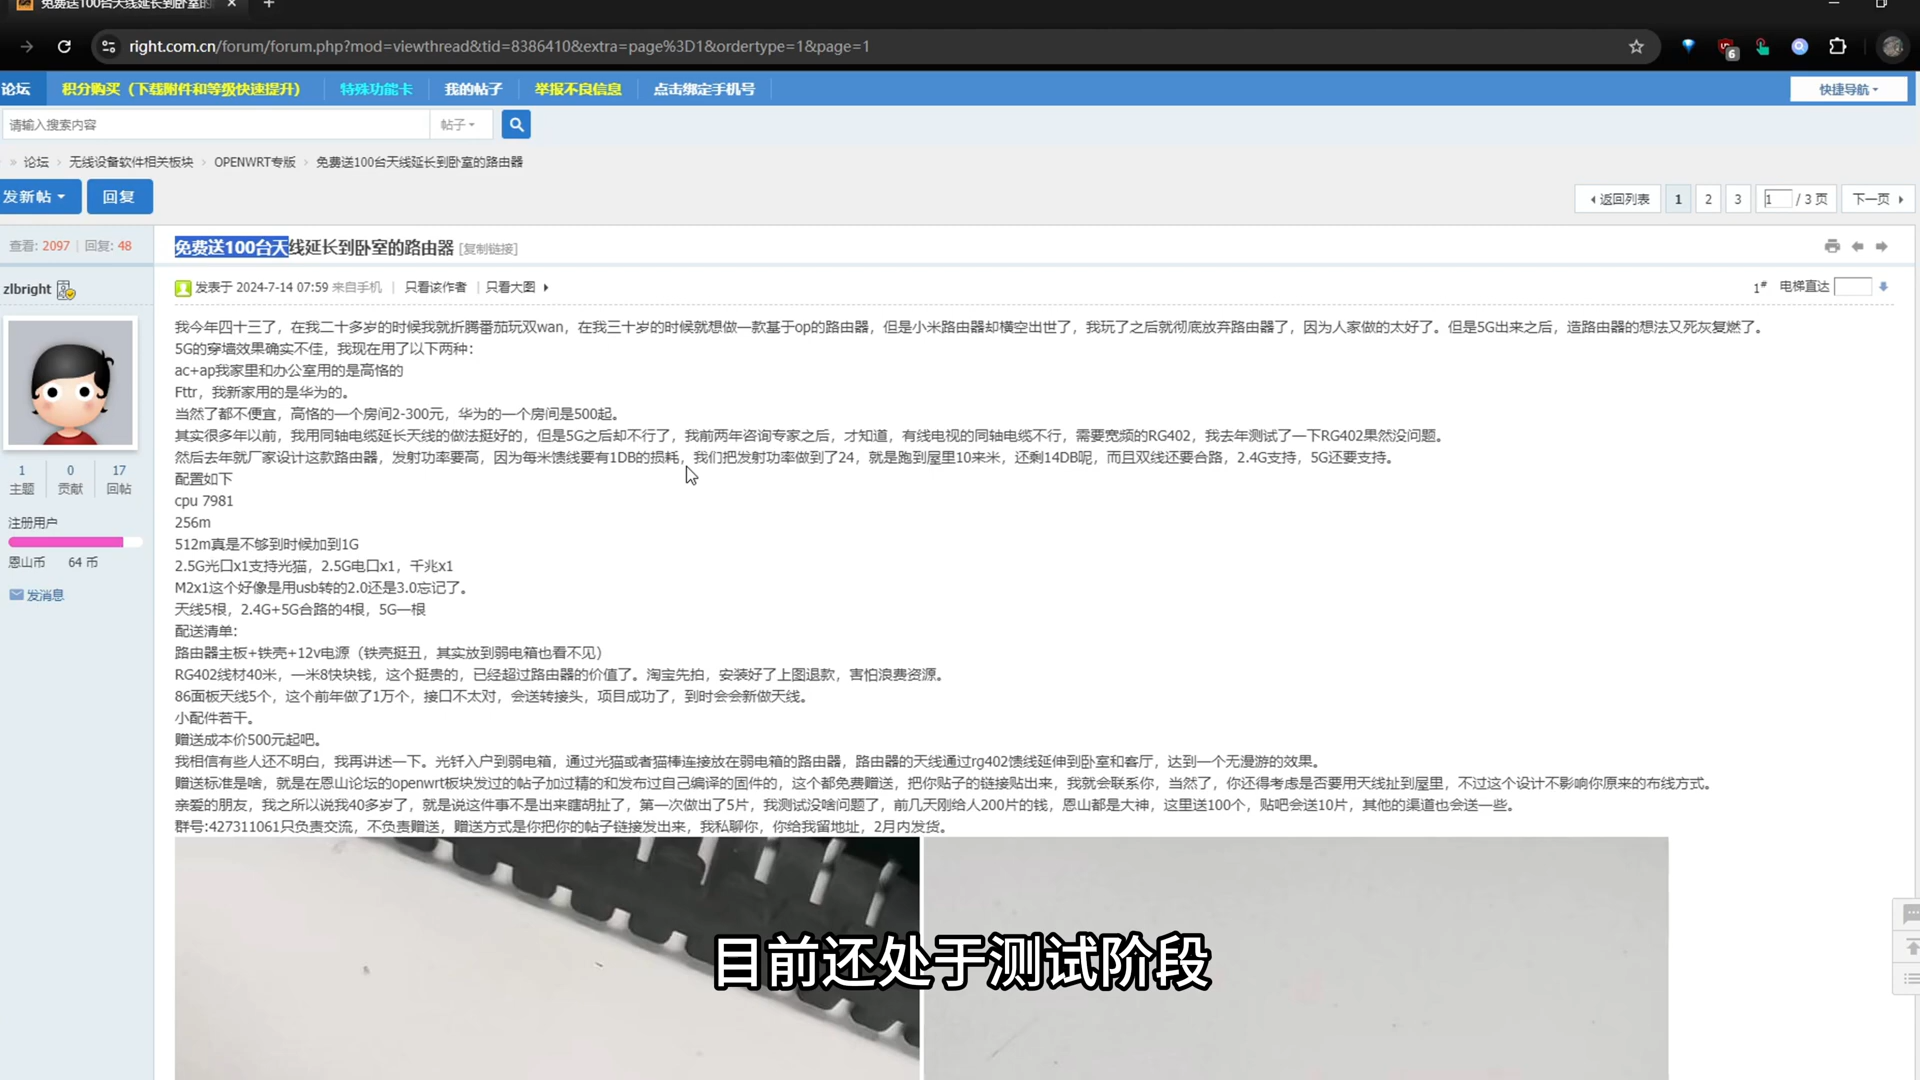 免费送100台天线延长到卧室的
right.com.cn/forum/forum.php?mod=viewthread&tid=8386410&extra=page%3D1&ordertype=1&page=1
6
论坛
积分购买（下载附件和等级快速提升）
特殊功能卡
我的帖子
举报不良信息
点击绑定手机号
快捷导航
请输入搜索内容
帖子
» 论坛 › 无线设备软件相关板块 › OPENWRT专版 › 免费送100台天线延长到卧室的路由器
发新帖
回复
返回列表 1 2 3 1 / 3 页 下一页
查看: 2097 | 回复: 48
免费送100台天线延长到卧室的路由器 [复制链接]
zlbright
发表于 2024-7-14 07:59 来自手机 | 只看该作者 | 只看大图
1# 电梯直达
我今年四十三了，在我二十多岁的时候我就折腾番茄玩双wan，在我三十岁的时候就想做一款基于op的路由器，但是小米路由器却横空出世了，我玩了之后就彻底放弃路由器了，因为人家做的太好了。但是5G出来之后，造路由器的想法又死灰复燃了。
5G的穿墙效果确实不佳，我现在用了以下两种：
ac+ap我家里和办公室用的是高恪的
Fttr，我新家用的是华为的。
当然了都不便宜，高恪的一个房间2-300元，华为的一个房间是500起。
其实很多年以前，我用同轴电缆延长天线的做法挺好的，但是5G之后却不行了，我前两年咨询专家之后，才知道，有线电视的同轴电缆不行，需要宽频的RG402，我去年测试了一下RG402果然没问题。
然后去年就厂家设计这款路由器，发射功率要高，因为每米馈线要有1DB的损耗，我们把发射功率做到了24，就是跑到屋里10来米，还剩14DB呢，而且双线还要合路，2.4G支持，5G还要支持。
配置如下
cpu 7981
256m
512m真是不够到时候加到1G
2.5G光口x1支持光猫，2.5G电口x1，千兆x1
M2x1这个好像是用usb转的2.0还是3.0忘记了。
天线5根，2.4G+5G合路的4根，5G一根
配送清单:
路由器主板+铁壳+12v电源（铁壳挺丑，其实放到弱电箱也看不见）
RG402线材40米，一米8快块钱，这个挺贵的，已经超过路由器的价值了。淘宝先拍，安装好了上图退款，害怕浪费资源。
86面板天线5个，这个前年做了1万个，接口不太对，会送转接头，项目成功了，到时会会新做天线。
小配件若干。
赠送成本价500元起吧。
我相信有些人还不明白，我再讲述一下。光钎入户到弱电箱，通过光猫或者猫棒连接放在弱电箱的路由器，路由器的天线通过rg402馈线延伸到卧室和客厅，达到一个无漫游的效果。
赠送标准是啥，就是在恩山论坛的openwrt板块发过的帖子加过精的和发布过自己编译的固件的，这个都免费赠送，把你贴子的链接贴出来，我就会联系你，当然了，你还得考虑是否要用天线扯到屋里，不过这个设计不影响你原来的布线方式。
亲爱的朋友，我之所以说我40多岁了，就是说这件事不是出来瞎胡扯了，第一次做出了5片，我测试没啥问题了，前几天刚给人200片的钱，恩山都是大神，这里送100个，贴吧会送10片，其他的渠道也会送一些。
群号:427311061只负责交流，不负责赠送，赠送方式是你把你的帖子链接发出来，我私聊你，你给我留地址，2月内发货。
1 0 17
主题 贡献 回帖
注册用户
恩山币 64 币
发消息
目前还处于测试阶段